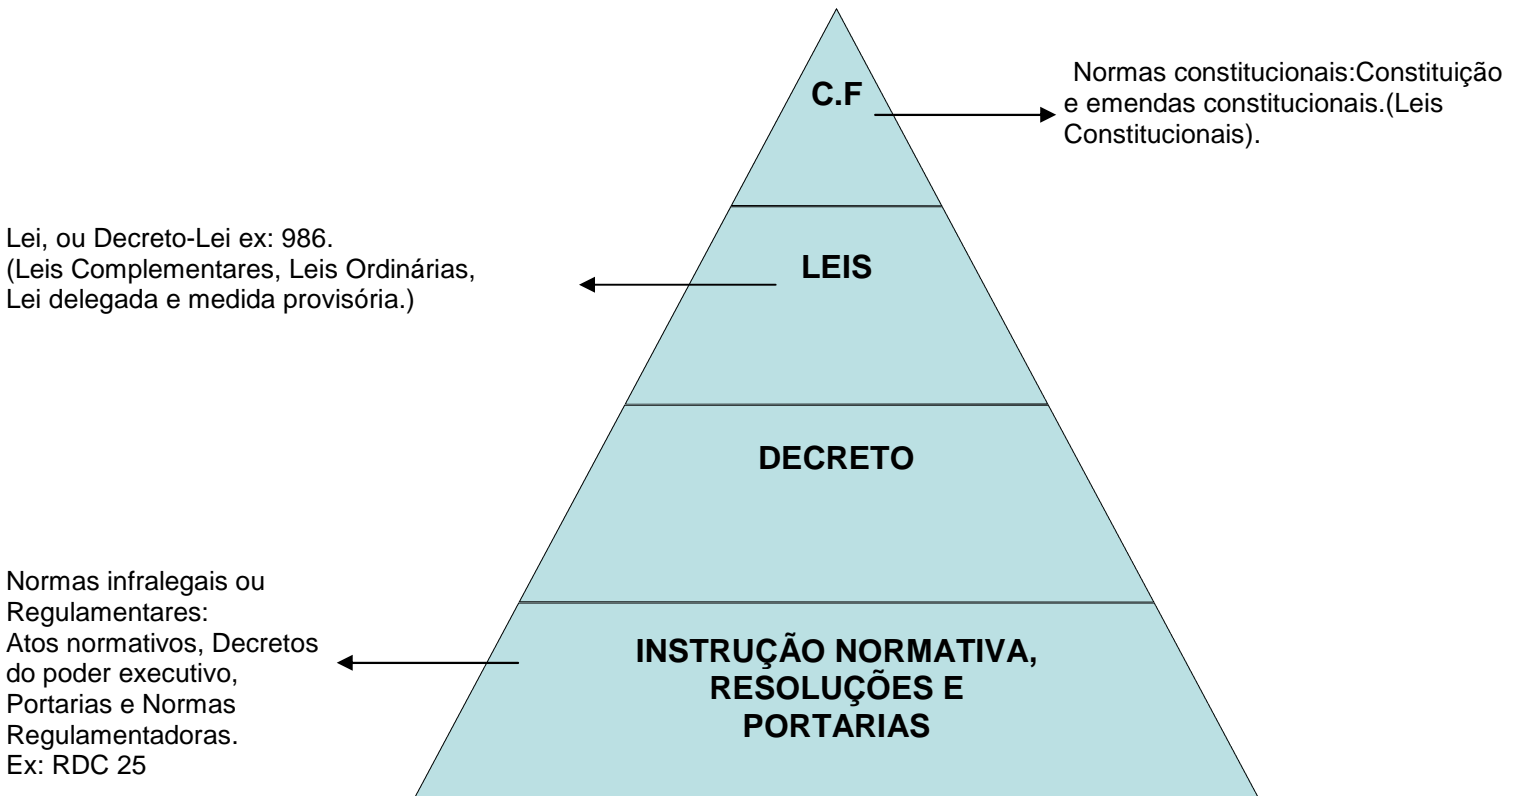 C.F
Normas constitucionais:Constituição
e emendas constitucionais.(Leis
Constitucionais).
Lei, ou Decreto-Lei ex: 986.
(Leis Complementares, Leis Ordinárias,
Lei delegada e medida provisória.)
LEIS
DECRETO
Normas infralegais ou
Regulamentares:
Atos normativos, Decretos
do poder executivo,
Portarias e Normas
Regulamentadoras.
Ex: RDC 25
INSTRUÇÃO NORMATIVA,
RESOLUÇÕES E
PORTARIAS